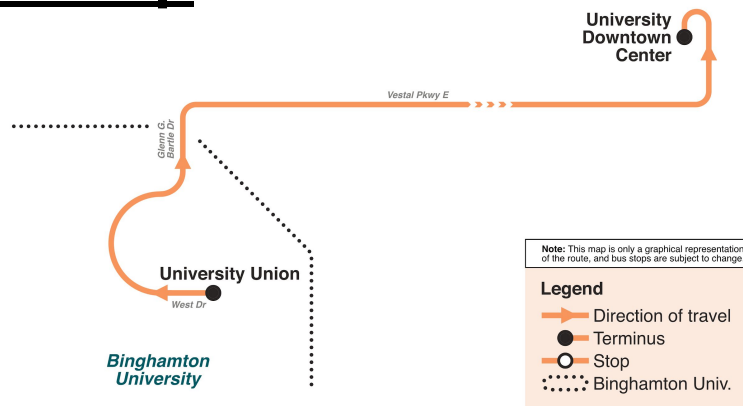 University
Downtown
Center
Vestal Pkwy E
Glenn G.
Bartle Dr
University Union
West Dr
Binghamton
University
Note: This map is only a graphical representation
of the route, and bus stops are subject to change
Legend
Direction of travel
Terminus
Stop
Binghamton Univ.